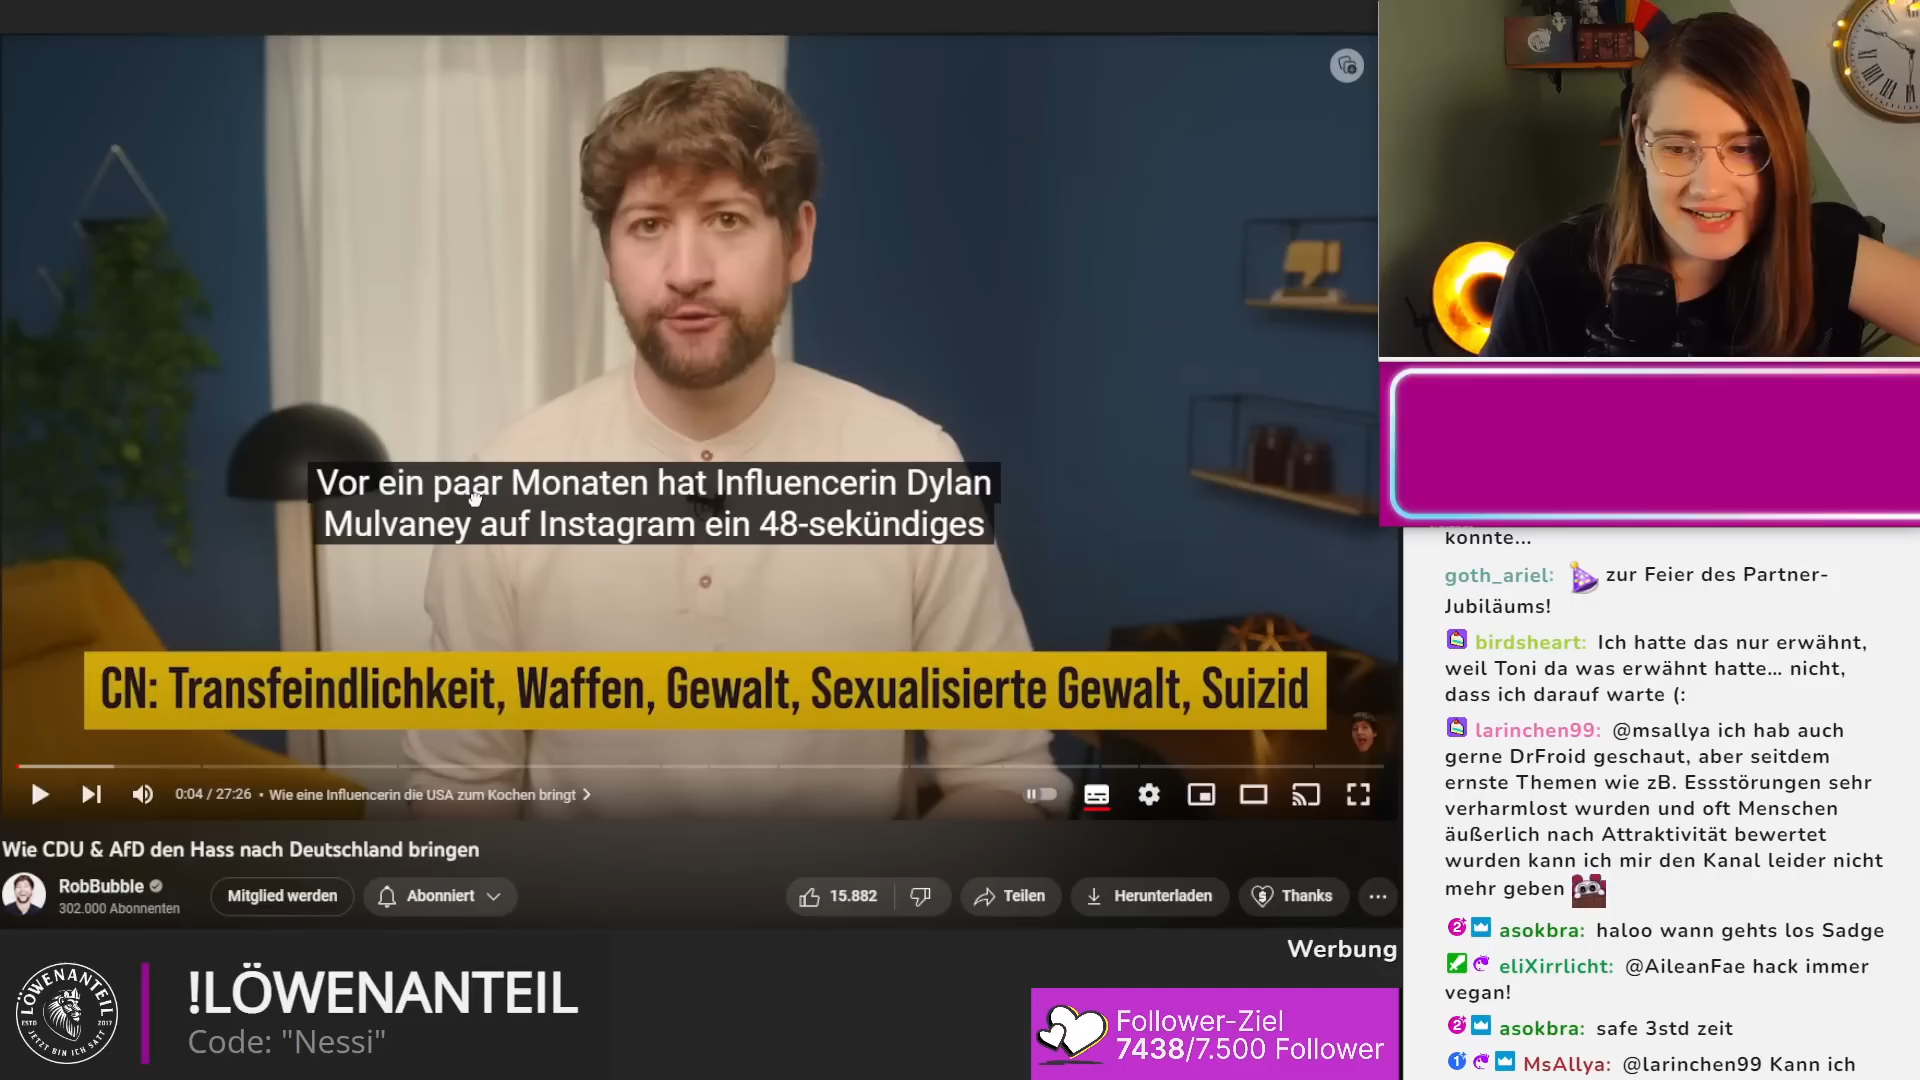 Vor ein paar Monaten hat Influencerin Dylan
Mulvaney auf Instagram ein 48-sekündiges
CN: Transfeindlichkeit, Waffen, Gewalt, Sexualisierte Gewalt, Suizid
0:04 / 27:26 • Wie eine Influencerin die USA zum Kochen bringt
Wie CDU & AfD den Hass nach Deutschland bringen
RobBubble
302.000 Abonnenten
Mitglied werden
Abonniert
15.882
Teilen
Herunterladen
Thanks
Werbung
LÖWENANTEIL
ESTD 2017
JETZT BIN ICH SATT
!LÖWENANTEIL
Code: "Nessi"
Follower-Ziel
7438/7.500 Follower
konnte...
goth_ariel: zur Feier des Partner-
Jubiläums!
birdsheart: Ich hatte das nur erwähnt,
weil Toni da was erwähnt hatte... nicht,
dass ich darauf warte (:
larinchen99: @msallya ich hab auch
gerne DrFroid geschaut, aber seitdem
ernste Themen wie zB. Essstörungen sehr
verharmlost wurden und oft Menschen
äußerlich nach Attraktivität bewertet
wurden kann ich mir den Kanal leider nicht
mehr geben
asokbra: haloo wann gehts los Sadge
eliXirrlicht: @AileanFae hack immer
vegan!
asokbra: safe 3std zeit
MsAllya: @larinchen99 Kann ich